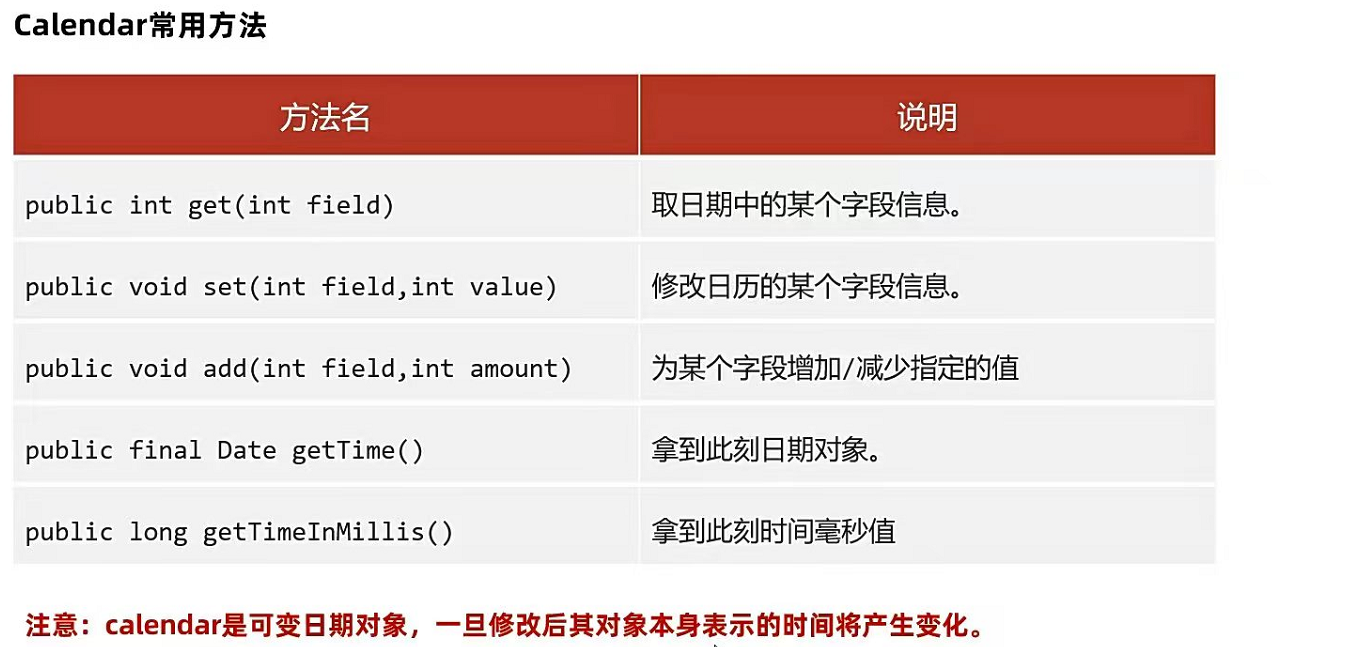 Calendar常用方法
方法名 说明
public int get(int field) 取日期中的某个字段信息。
public void set(int field,int value) 修改日历的某个字段信息。
public void add(int field,int amount) 为某个字段增加/减少指定的值
public final Date getTime() 拿到此刻日期对象。
public long getTimeInMillis() 拿到此刻时间毫秒值
注意：calendar是可变日期对象，一旦修改后其对象本身表示的时间将产生变化。